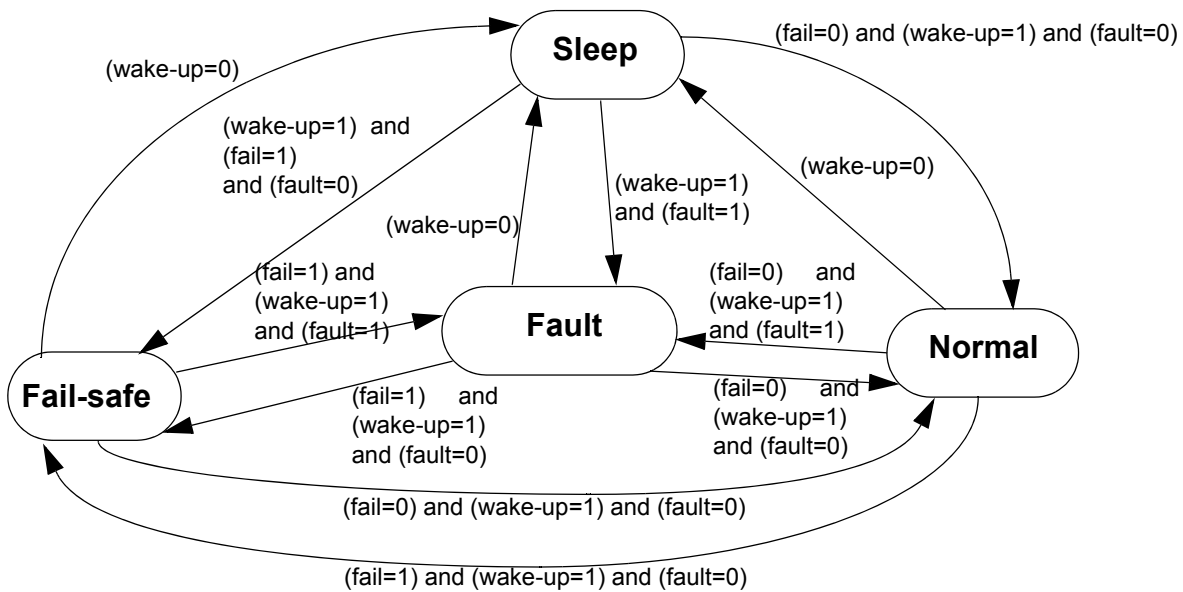 Sleep
(fail=0) and (wake-up=1) and (fault=0)
(wake-up=0)
(wake-up=1) and
(fail=1)
and (fault=0)
(wake-up=0)
(wake-up=1)
and (fault=1)
(wake-up=0)
(fail=1) and
(wake-up=1)
and (fault=1)
Fault
(fail=0) and
(wake-up=1)
and (fault=1)
Normal
Fail-safe
(fail=1) and
(wake-up=1)
and (fault=0)
(fail=0) and
(wake-up=1)
and (fault=0)
(fail=0) and (wake-up=1) and (fault=0)
(fail=1) and (wake-up=1) and (fault=0)